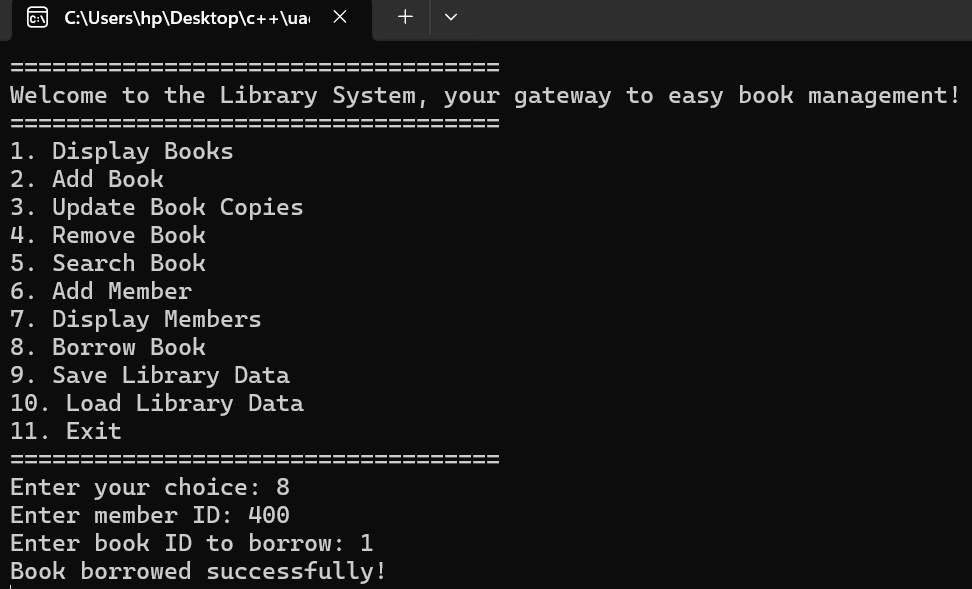 C:\Users\hp\Desktop\c++\ua
===================================
Welcome to the Library System, your gateway to easy book management!
===================================
1. Display Books
2. Add Book
3. Update Book Copies
4. Remove Book
5. Search Book
6. Add Member
7. Display Members
8. Borrow Book
9. Save Library Data
10. Load Library Data
11. Exit
===================================
Enter your choice: 8
Enter member ID: 400
Enter book ID to borrow: 1
Book borrowed successfully!